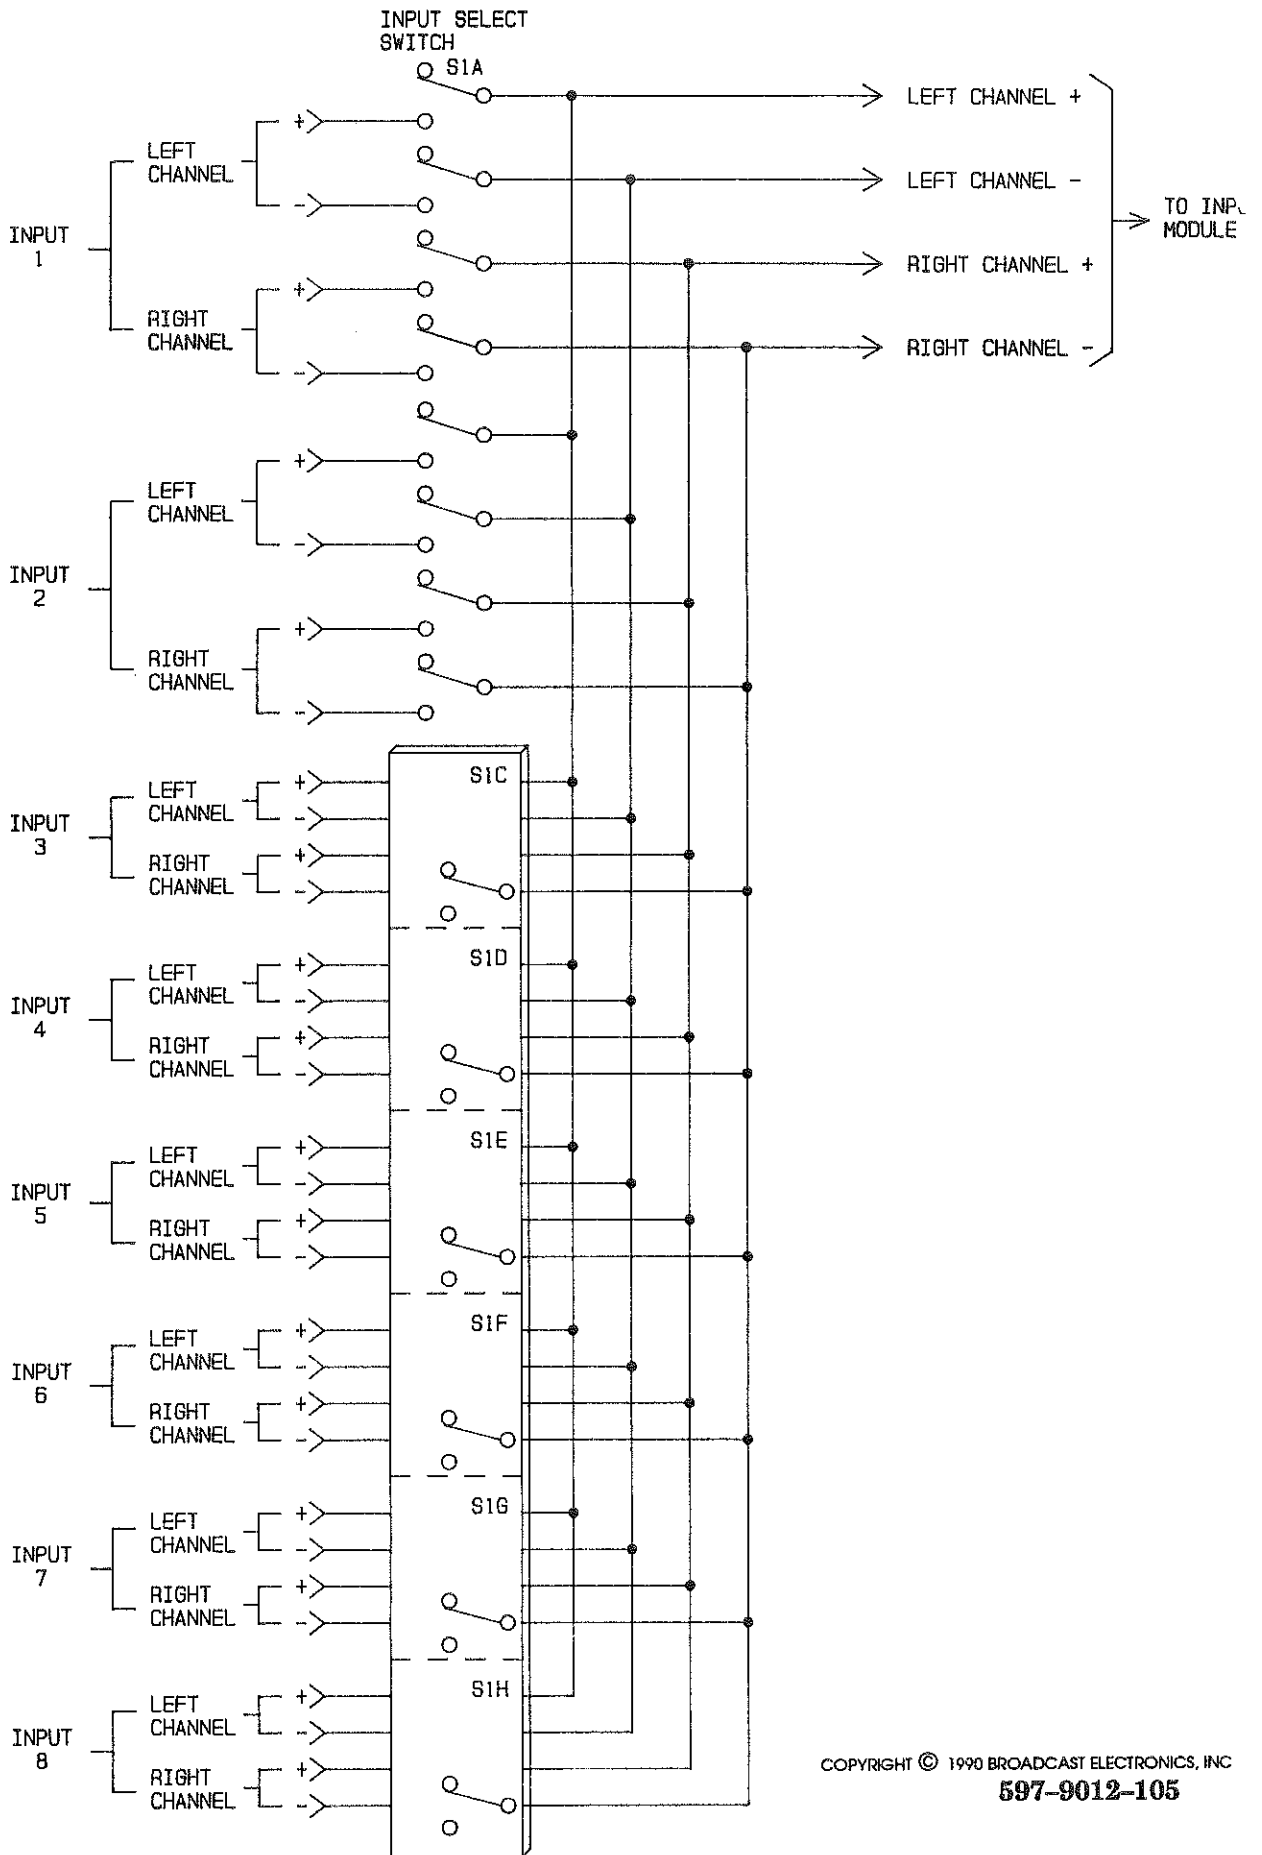 INPUT SELECT
SWITCH
S1A
LEFT CHANNEL +
LEFT CHANNEL -
RIGHT CHANNEL +
RIGHT CHANNEL -
TO
MODULE
INPUT
1
LEFT
CHANNEL
+
-
RIGHT
CHANNEL
+
-
INPUT
2
LEFT
CHANNEL
+
-
RIGHT
CHANNEL
+
-
INPUT
3
LEFT
CHANNEL
+
-
RIGHT
CHANNEL
+
-
S1C
INPUT
4
LEFT
CHANNEL
+
-
RIGHT
CHANNEL
+
-
S1D
INPUT
5
LEFT
CHANNEL
+
-
RIGHT
CHANNEL
+
-
S1E
INPUT
6
LEFT
CHANNEL
+
-
RIGHT
CHANNEL
+
-
S1F
INPUT
7
LEFT
CHANNEL
+
-
RIGHT
CHANNEL
+
-
S1G
INPUT
8
LEFT
CHANNEL
+
-
RIGHT
CHANNEL
+
-
S1H
COPYRIGHT © 1990 BROADCAST ELECTRONICS, INC
597-9012-105